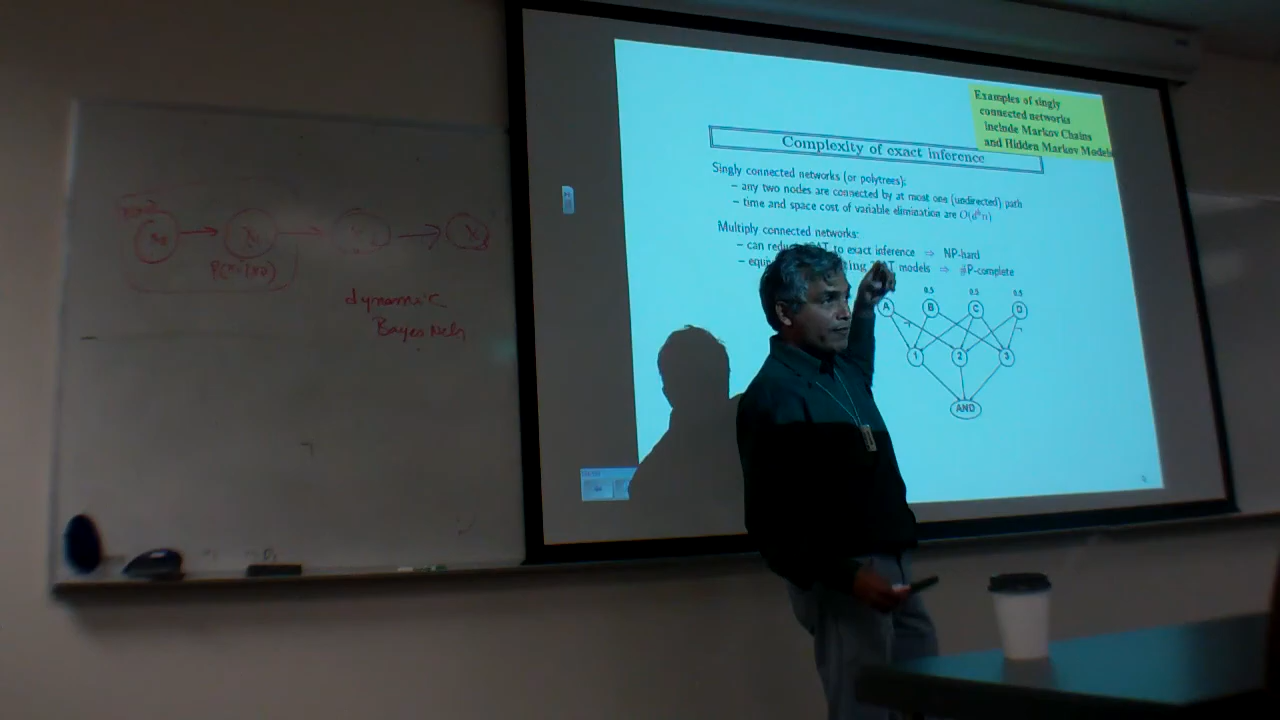 Examples of singly
connected networks
include Markov Chains
and Hidden Markov Models
Complexity of exact inference
Singly connected networks (or polytrees):
– any two nodes are connected by at most one (undirected) path
– time and space cost of variable elimination are O(dᵏn)
Multiply connected networks:
– can to exact inference ⇒ NP-hard
– models ⇒ #P-complete
0.5 0.5 0.5
A B C D
1 2 3
AND
dynamic
Bayes Nets